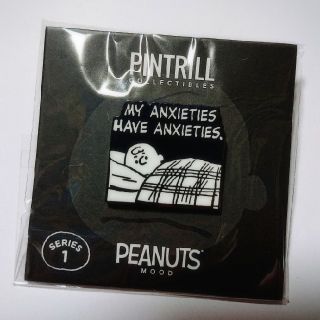 PINTRILL
COLLECTIBLES
MY ANXIETIES
HAVE ANXIETIES.
SERIES
1
PEANUTS
MOOD